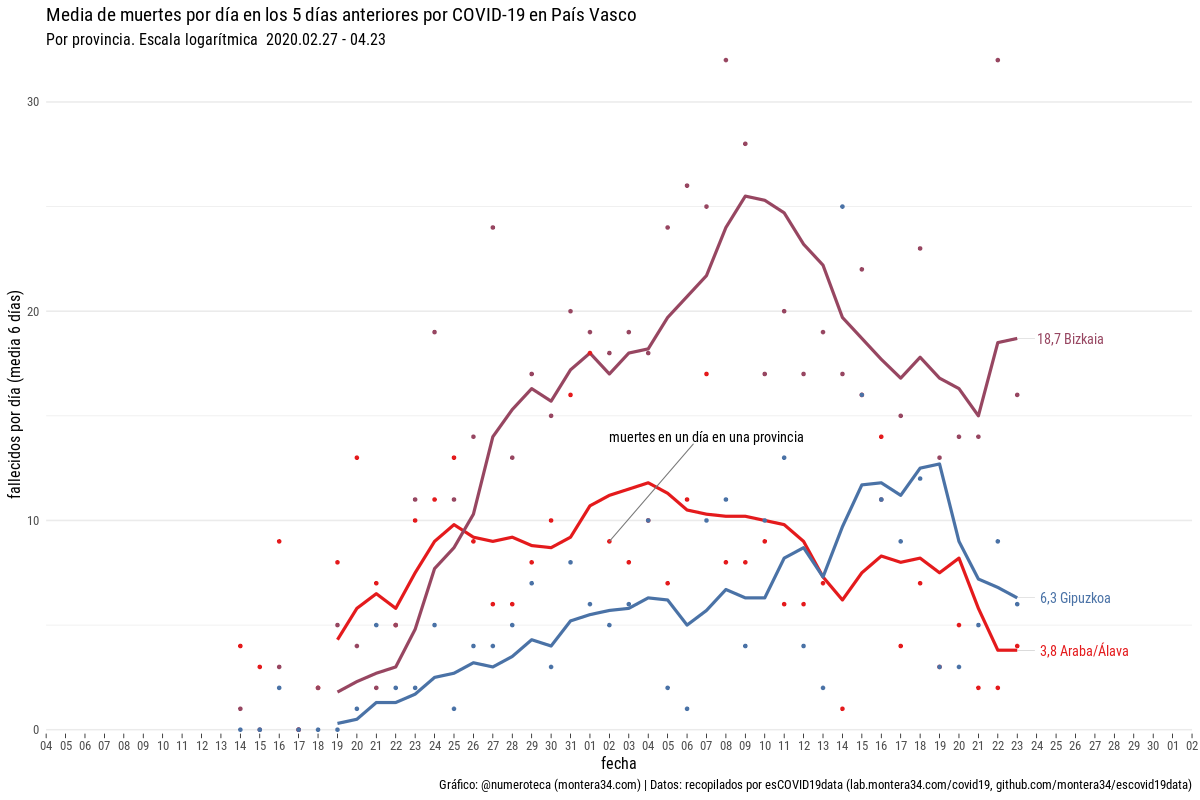 Media de muertes por día en los 5 días anteriores por COVID-19 en País Vasco
Por provincia. Escala logarítmica  2020.02.27 - 04.23
fallecidos por día (media 6 días)
30
20
10
0
muertes en un día en una provincia
18,7 Bizkaia
6,3 Gipuzkoa
3,8 Araba/Álava
04 05 06 07 08 09 10 11 12 13 14 15 16 17 18 19 20 21 22 23 24 25 26 27 28 29 30 31 01 02 03 04 05 06 07 08 09 10 11 12 13 14 15 16 17 18 19 20 21 22 23 24 25 26 27 28 29 30 01 02
fecha
Gráfico: @numeroteca (montera34.com) | Datos: recopilados por esCOVID19data (lab.montera34.com/covid19, github.com/montera34/escovid19data)